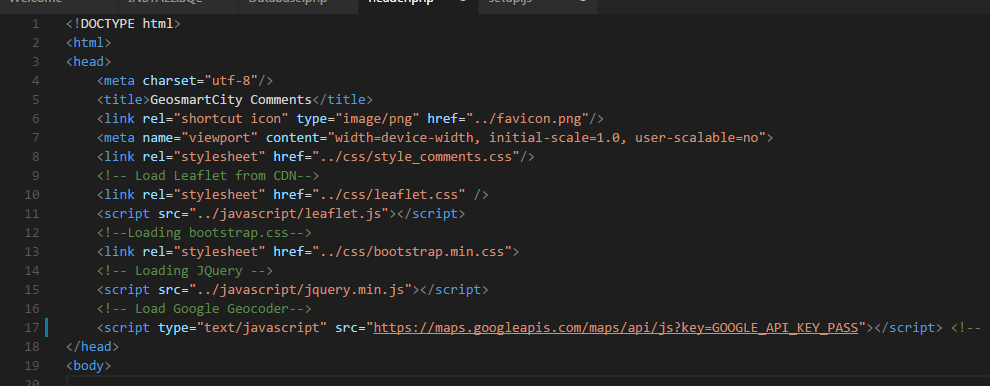 Welcome INSTALL.SQL Database.php header.php setup.js
1 <!DOCTYPE html>
2 <html>
3 <head>
4 <meta charset="utf-8"/>
5 <title>GeosmartCity Comments</title>
6 <link rel="shortcut icon" type="image/png" href="../favicon.png"/>
7 <meta name="viewport" content="width=device-width, initial-scale=1.0, user-scalable=no">
8 <link rel="stylesheet" href="../css/style_comments.css"/>
9 <!-- Load Leaflet from CDN-->
10 <link rel="stylesheet" href="../css/leaflet.css" />
11 <script src="../javascript/leaflet.js"></script>
12 <!--Loading bootstrap.css-->
13 <link rel="stylesheet" href="../css/bootstrap.min.css">
14 <!-- Loading JQuery -->
15 <script src="../javascript/jquery.min.js"></script>
16 <!-- Load Google Geocoder-->
17 <script type="text/javascript" src="https://maps.googleapis.com/maps/api/js?key=GOOGLE_API_KEY_PASS"></script> <!--
18 </head>
19 <body>
20